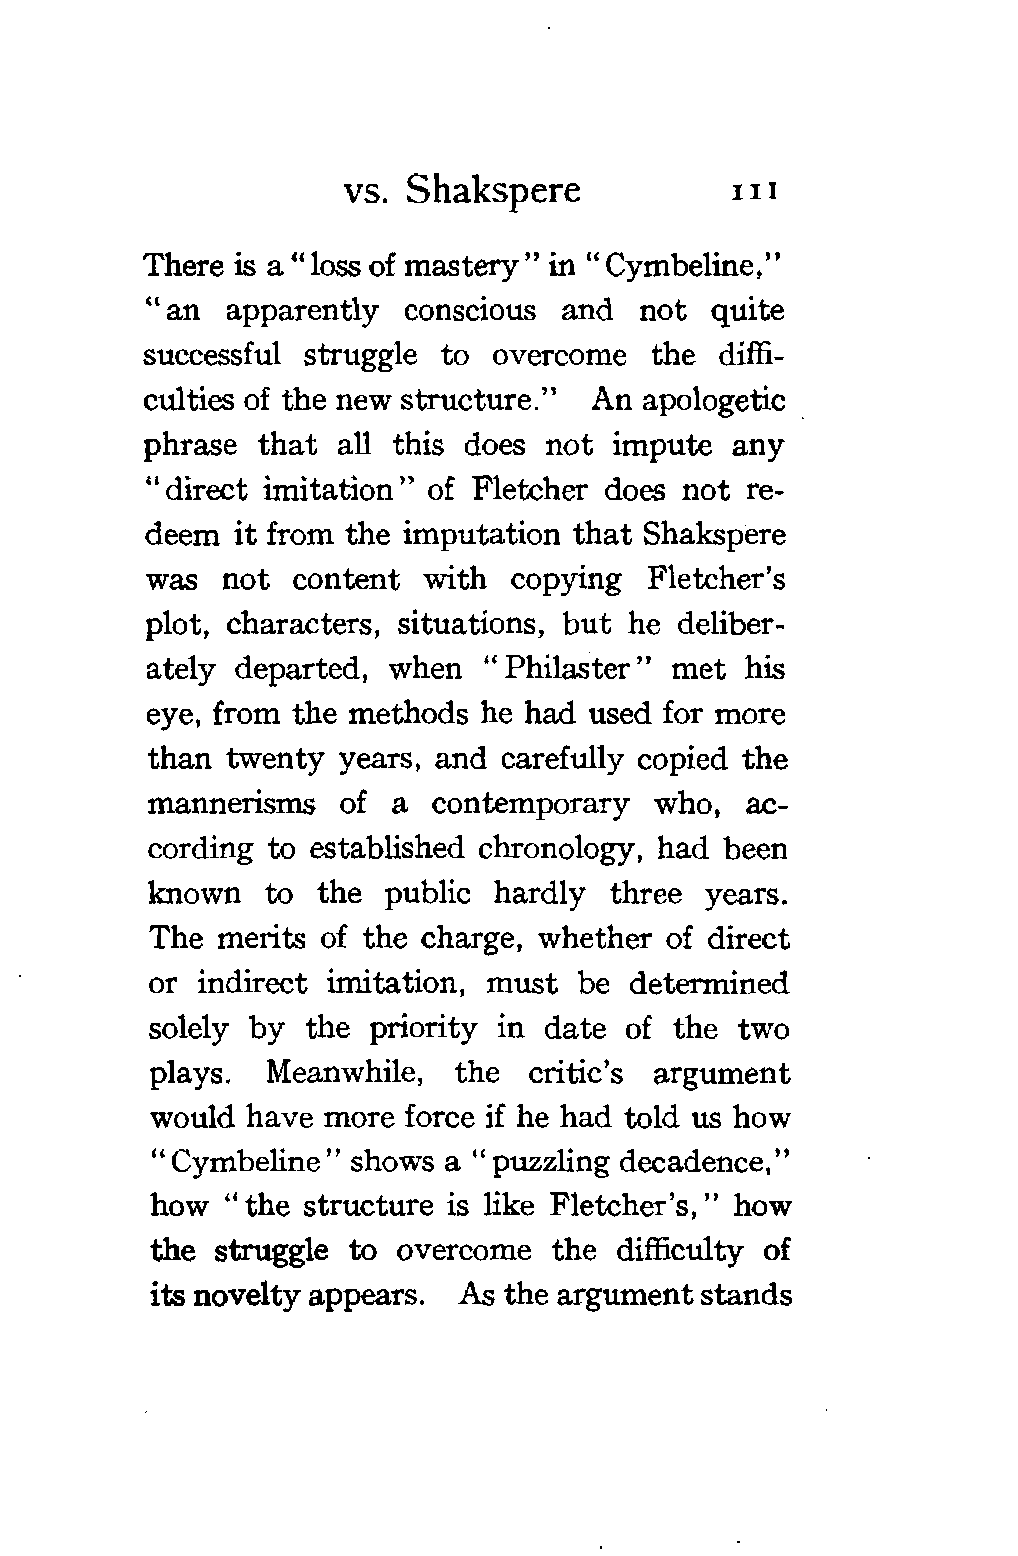 vs. Shakspere 111
There is a "loss of mastery" in "Cymbeline,"
"an apparently conscious and not quite
successful struggle to overcome the diffi-
culties of the new structure." An apologetic
phrase that all this does not impute any
"direct imitation" of Fletcher does not re-
deem it from the imputation that Shakspere
was not content with copying Fletcher's
plot, characters, situations, but he deliber-
ately departed, when "Philaster" met his
eye, from the methods he had used for more
than twenty years, and carefully copied the
mannerisms of a contemporary who, ac-
cording to established chronology, had been
known to the public hardly three years.
The merits of the charge, whether of direct
or indirect imitation, must be determined
solely by the priority in date of the two
plays. Meanwhile, the critic's argument
would have more force if he had told us how
"Cymbeline" shows a "puzzling decadence,"
how "the structure is like Fletcher's," how
the struggle to overcome the difficulty of
its novelty appears. As the argument stands